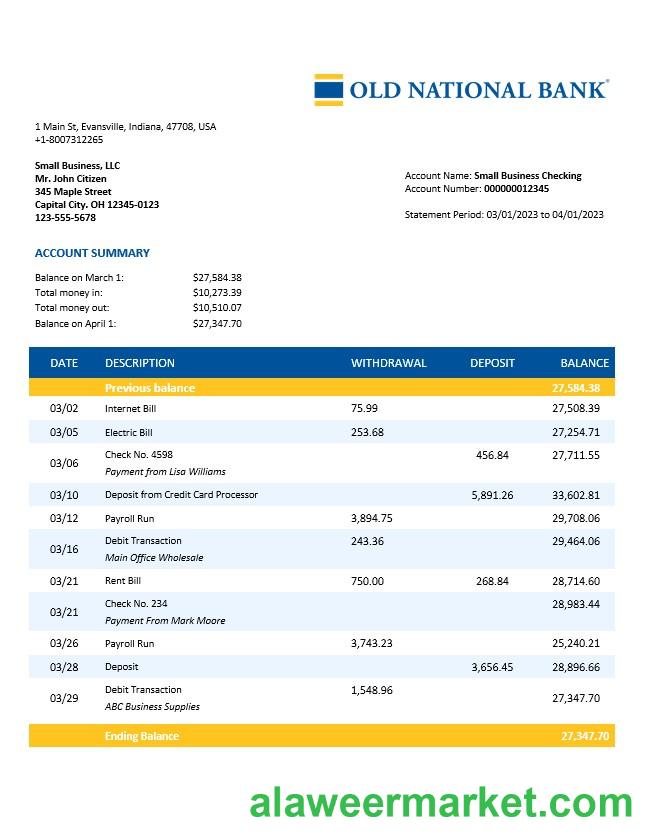 OLD NATIONAL BANK®
1 Main St, Evansville, Indiana, 47708, USA
+1-8007312265
Small Business, LLC
Mr. John Citizen
345 Maple Street
Capital City. OH 12345-0123
123-555-5678
Account Name: Small Business Checking
Account Number: 000000012345
Statement Period: 03/01/2023 to 04/01/2023
ACCOUNT SUMMARY
Balance on March 1: $27,584.38
Total money in: $10,273.39
Total money out: $10,510.07
Balance on April 1: $27,347.70
DATE DESCRIPTION WITHDRAWAL DEPOSIT BALANCE
Previous balance 27,584.38
03/02 Internet Bill 75.99 27,508.39
03/05 Electric Bill 253.68 27,254.71
03/06 Check No. 4598 456.84 27,711.55
Payment from Lisa Williams
03/10 Deposit from Credit Card Processor 5,891.26 33,602.81
03/12 Payroll Run 3,894.75 29,708.06
03/16 Debit Transaction 243.36 29,464.06
Main Office Wholesale
03/21 Rent Bill 750.00 268.84 28,714.60
03/21 Check No. 234 28,983.44
Payment From Mark Moore
03/26 Payroll Run 3,743.23 25,240.21
03/28 Deposit 3,656.45 28,896.66
03/29 Debit Transaction 1,548.96 27,347.70
ABC Business Supplies
Ending Balance 27,347.70
alaweermarket.com